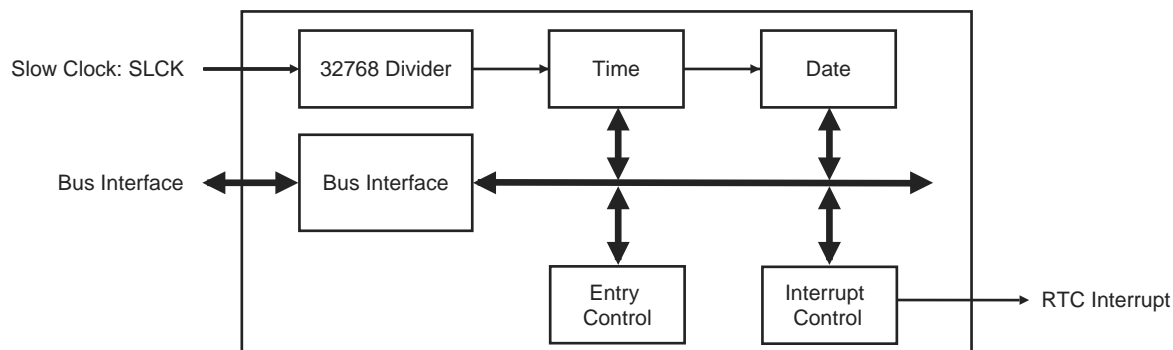 Slow Clock: SLCK
32768 Divider
Time
Date
Bus Interface
Bus Interface
Entry
Control
Interrupt
Control
RTC Interrupt